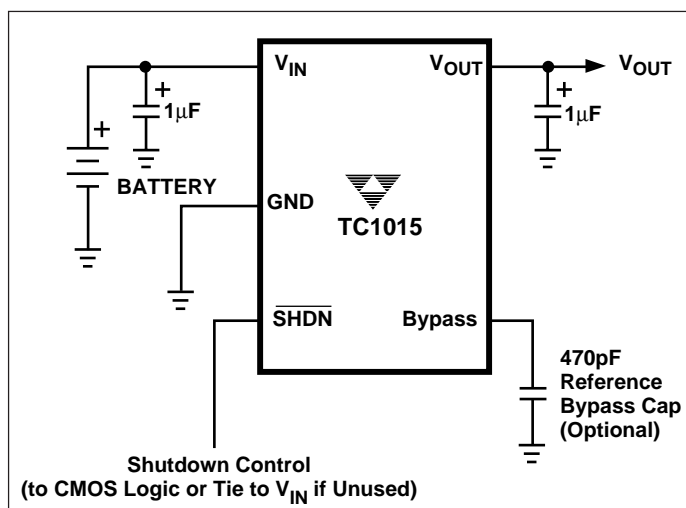 V_IN
V_OUT
V_OUT
+
1μF
+
1μF
+
BATTERY
GND
TC1015
SHDN
Bypass
470pF
Reference
Bypass Cap
(Optional)
Shutdown Control
(to CMOS Logic or Tie to V_IN if Unused)